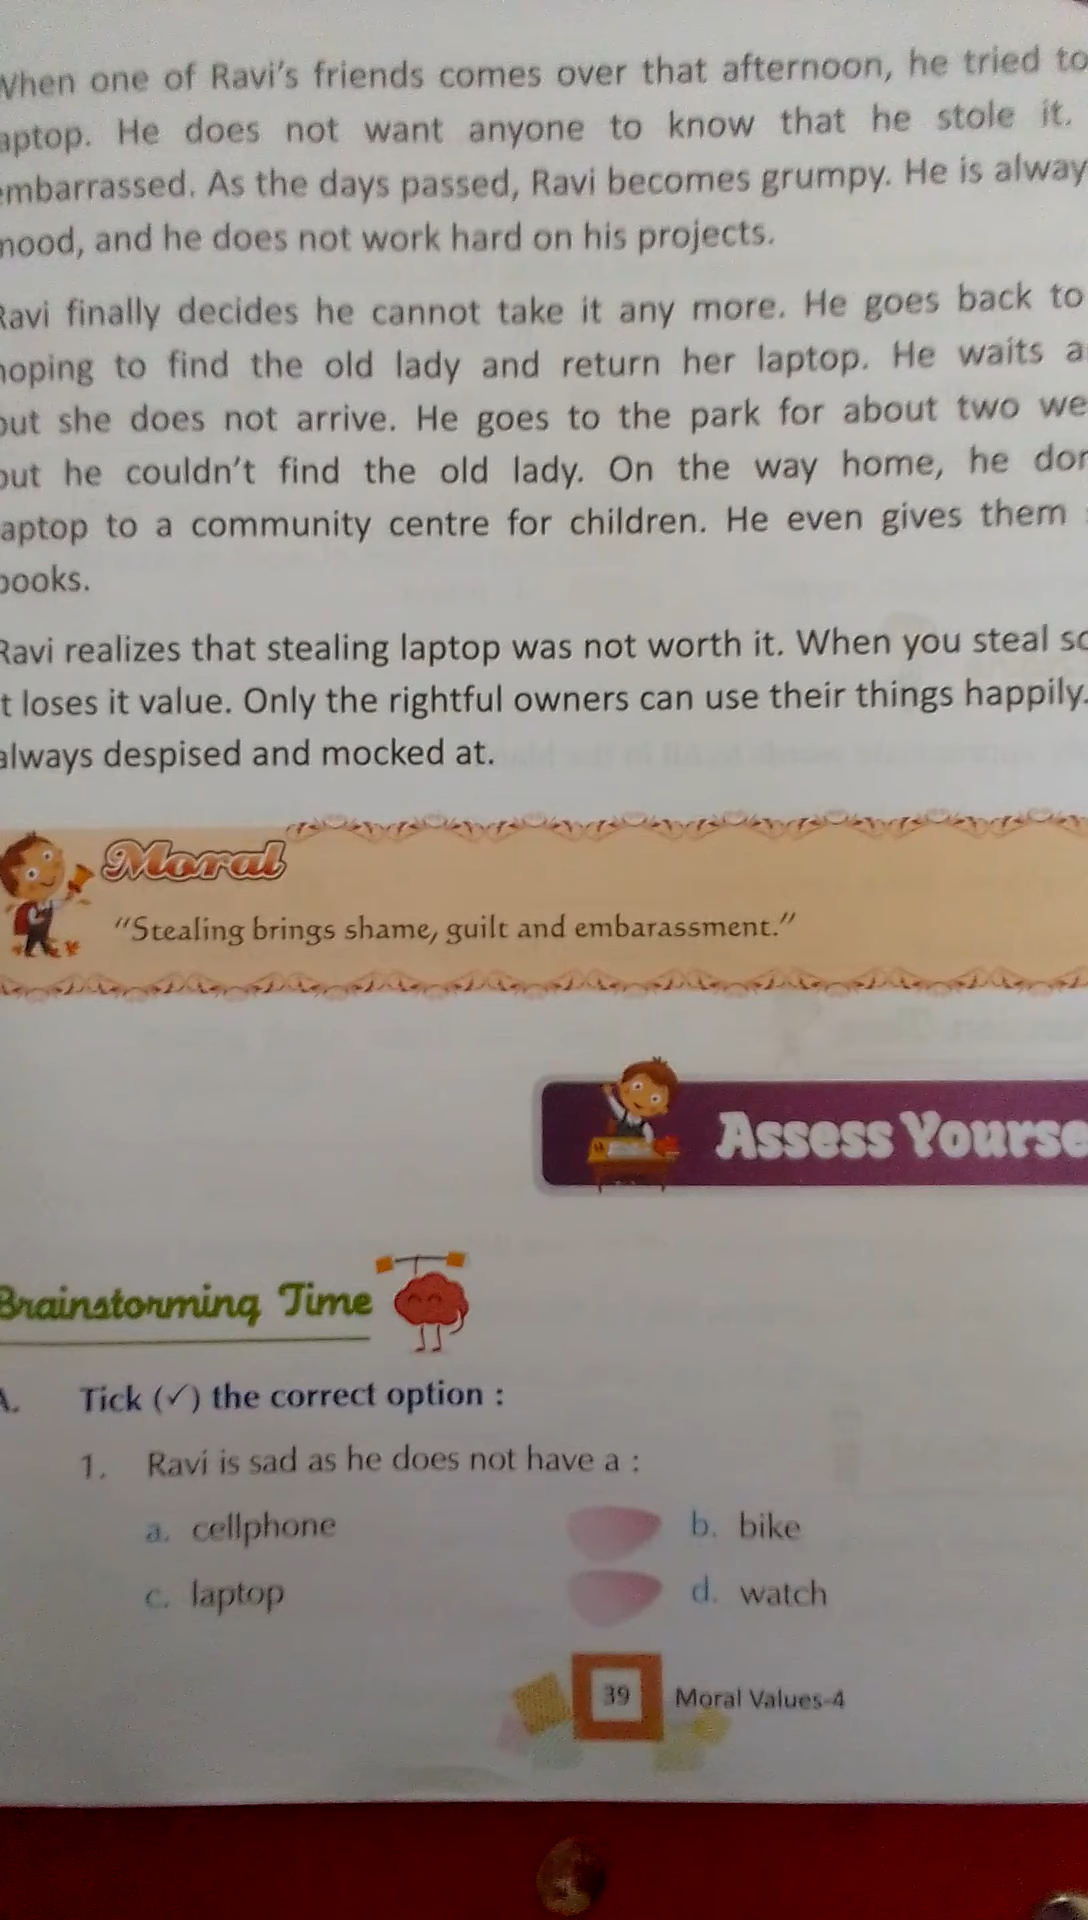 When one of Ravi's friends comes over that afternoon, he tried to
aptop. He does not want anyone to know that he stole it.
embarrassed. As the days passed, Ravi becomes grumpy. He is alway
mood, and he does not work hard on his projects.
Ravi finally decides he cannot take it any more. He goes back to
hoping to find the old lady and return her laptop. He waits a
but she does not arrive. He goes to the park for about two we
but he couldn't find the old lady. On the way home, he don
laptop to a community centre for children. He even gives them
books.
Ravi realizes that stealing laptop was not worth it. When you steal so
t loses it value. Only the rightful owners can use their things happily.
always despised and mocked at.
Moral
"Stealing brings shame, guilt and embarassment."
Assess Yourse
Brainstorming Time
A. Tick (✓) the correct option :
1. Ravi is sad as he does not have a :
a. cellphone b. bike
c. laptop d. watch
39 Moral Values-4